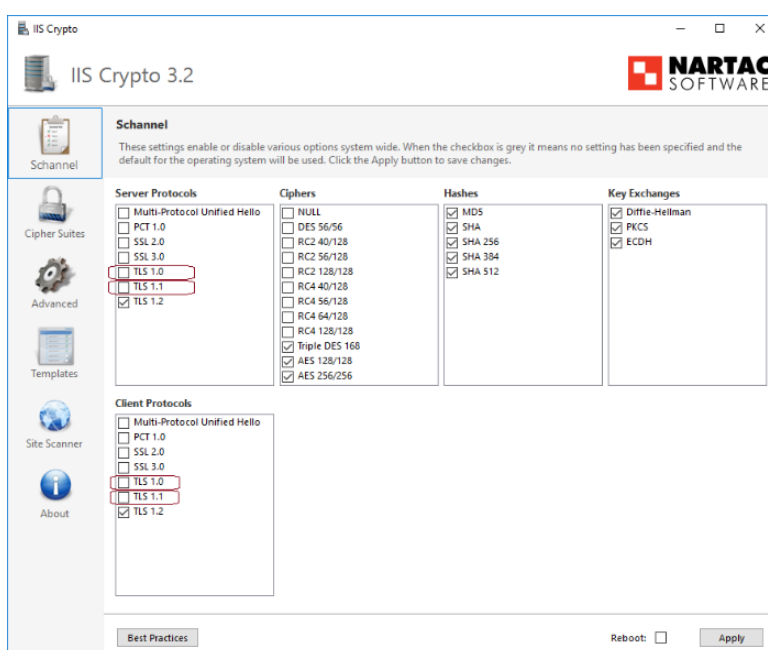 IIS Crypto
IIS Crypto 3.2
NARTAC
SOFTWARE
Schannel
Cipher Suites
Advanced
Templates
Site Scanner
About
Schannel
These settings enable or disable various options system wide. When the checkbox is grey it means no setting has been specified and the
default for the operating system will be used. Click the Apply button to save changes.
Server Protocols
Multi-Protocol Unified Hello
PCT 1.0
SSL 2.0
SSL 3.0
TLS 1.0
TLS 1.1
TLS 1.2
Ciphers
NULL
DES 56/56
RC2 40/128
RC2 56/128
RC2 128/128
RC4 40/128
RC4 56/128
RC4 64/128
RC4 128/128
Triple DES 168
AES 128/128
AES 256/256
Hashes
MD5
SHA
SHA 256
SHA 384
SHA 512
Key Exchanges
Diffie-Hellman
PKCS
ECDH
Client Protocols
Multi-Protocol Unified Hello
PCT 1.0
SSL 2.0
SSL 3.0
TLS 1.0
TLS 1.1
TLS 1.2
Best Practices
Reboot:
Apply